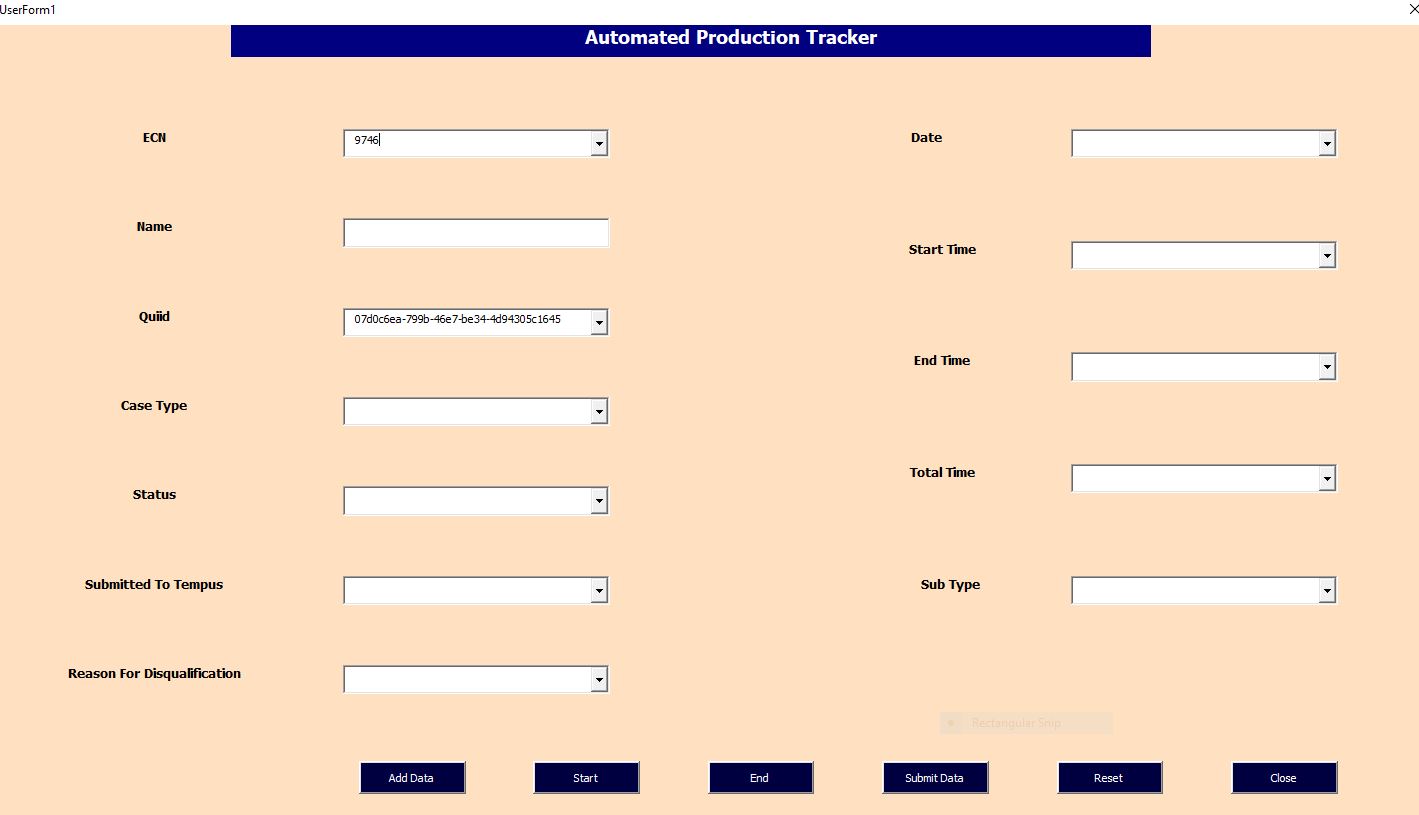 UserForm1
Automated Production Tracker
ECN
9746
Date
Name
Start Time
Quiid
07d0c6ea-799b-46e7-be34-4d94305c1645
End Time
Case Type
Total Time
Status
Submitted To Tempus
Sub Type
Reason For Disqualification
Rectangular Snip
Add Data
Start
End
Submit Data
Reset
Close